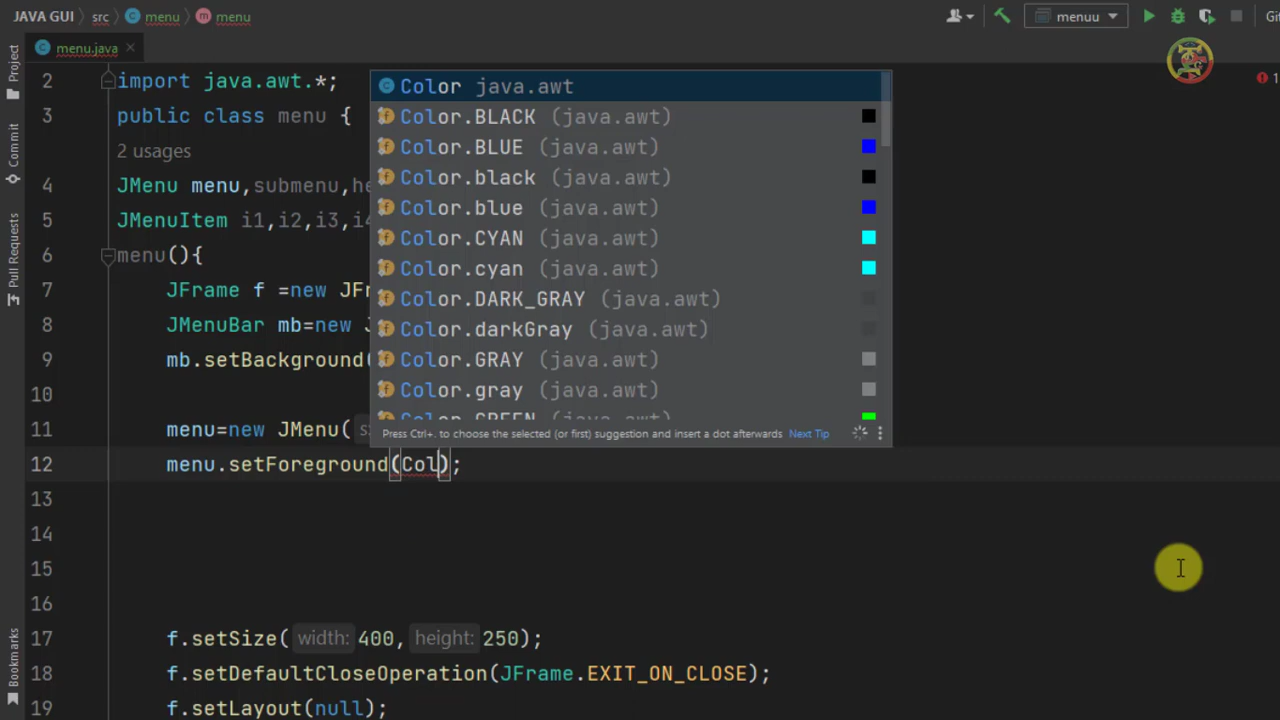 JAVA GUI src menu menu menuu Git
menu.java
Project
Commit
Pull Requests
Bookmarks
1
2 import java.awt.*;
3 public class menu {
2 usages
4 JMenu menu,submenu,he
5 JMenuItem i1,i2,i3,i4
6 menu(){
7 JFrame f =new JFr
8 JMenuBar mb=new J
9 mb.setBackground(
10
11 menu=new JMenu( s:
12 menu.setForeground(Col);
13
14
15
16
17 f.setSize( width: 400, height: 250);
18 f.setDefaultCloseOperation(JFrame.EXIT_ON_CLOSE);
19 f.setLayout(null);
Color java.awt
Color.BLACK (java.awt)
Color.BLUE (java.awt)
Color.black (java.awt)
Color.blue (java.awt)
Color.CYAN (java.awt)
Color.cyan (java.awt)
Color.DARK_GRAY (java.awt)
Color.darkGray (java.awt)
Color.GRAY (java.awt)
Color.gray (java.awt)
Color.GREEN (java.awt)
Press Ctrl+. to choose the selected (or first) suggestion and insert a dot afterwards Next Tip